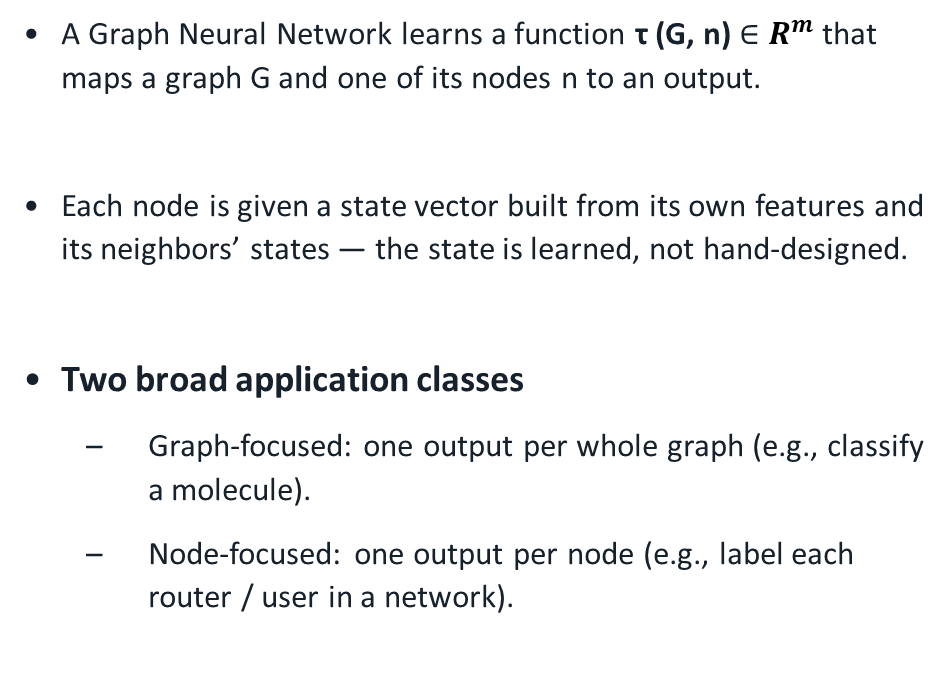 • A Graph Neural Network learns a function τ (G, n) ∈ Rᵐ that
maps a graph G and one of its nodes n to an output.
• Each node is given a state vector built from its own features and
its neighbors’ states — the state is learned, not hand-designed.
• Two broad application classes
– Graph-focused: one output per whole graph (e.g., classify
a molecule).
– Node-focused: one output per node (e.g., label each
router / user in a network).